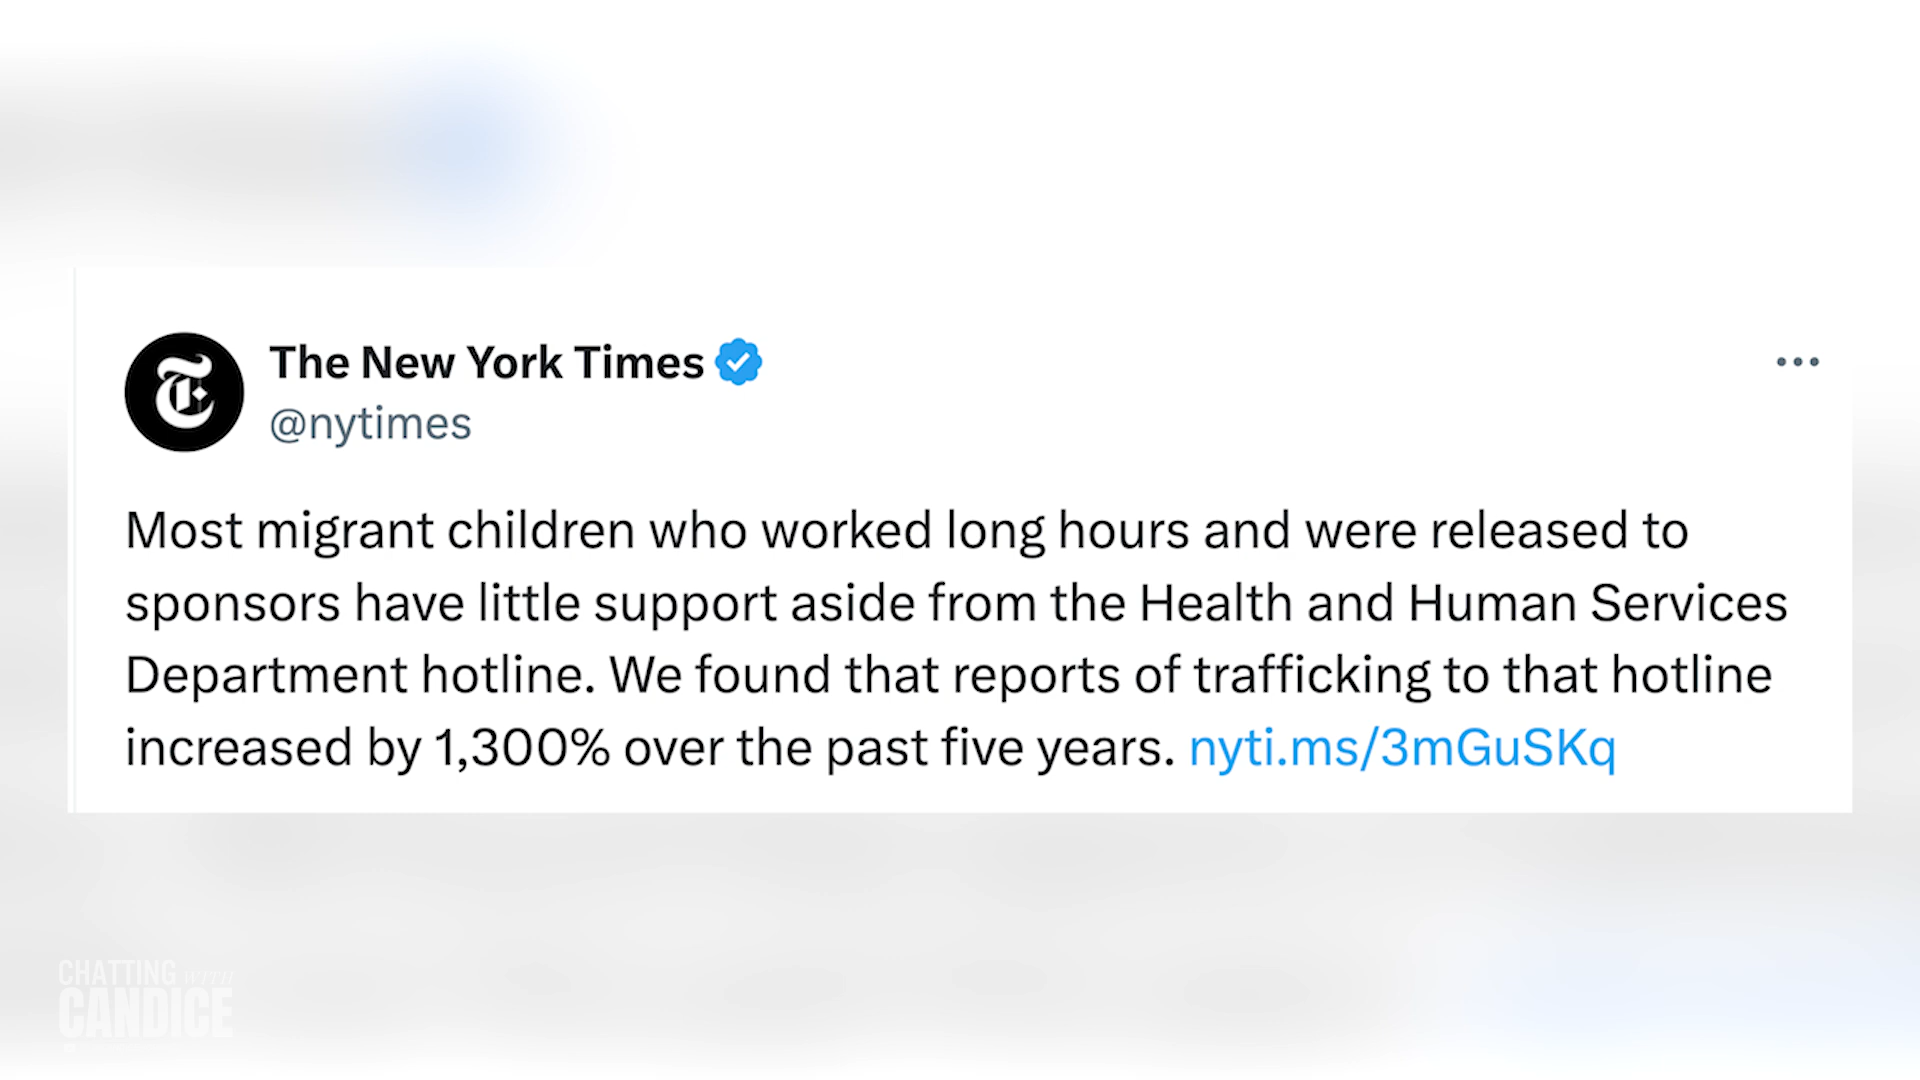 The New York Times
@nytimes
Most migrant children who worked long hours and were released to
sponsors have little support aside from the Health and Human Services
Department hotline. We found that reports of trafficking to that hotline
increased by 1,300% over the past five years. nyti.ms/3mGuSKq
CHATTING with
CANDICE